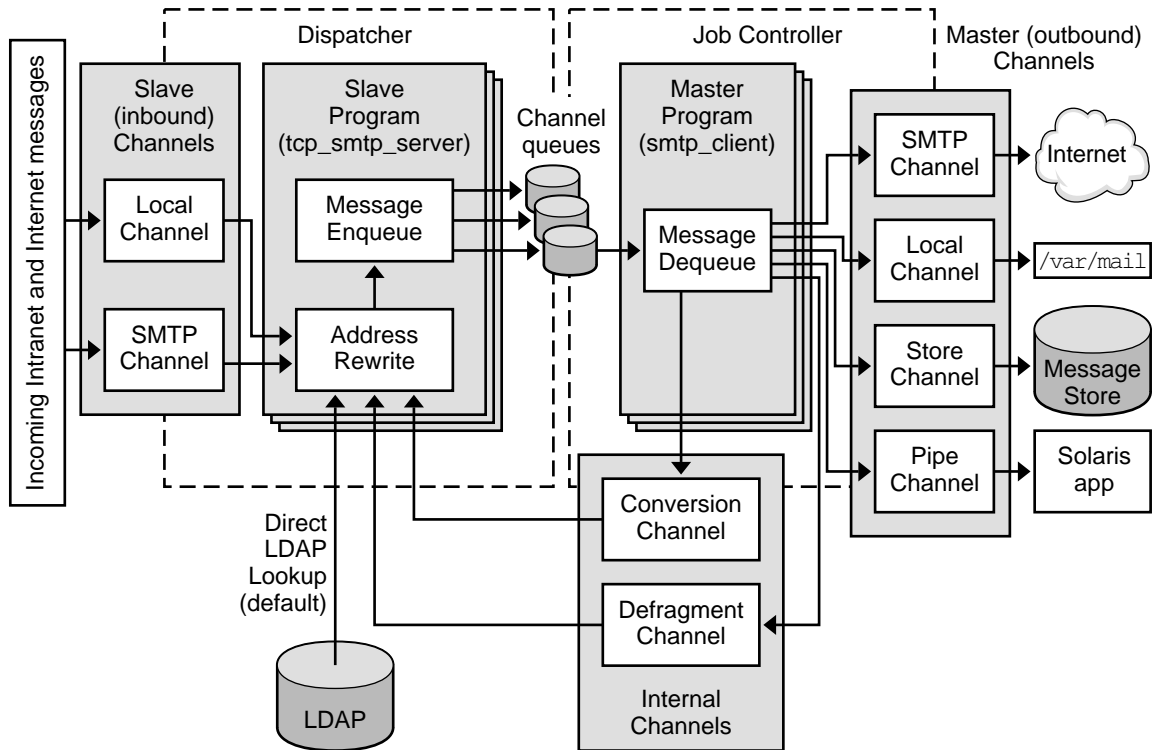 Incoming Intranet and Internet messages
Dispatcher
Job Controller
Master (outbound)
Channels
Slave
(inbound)
Channels
Slave
Program
(tcp_smtp_server)
Channel
queues
Master
Program
(smtp_client)
Local
Channel
SMTP
Channel
Message
Enqueue
Address
Rewrite
Message
Dequeue
SMTP
Channel
Internet
Local
Channel
/var/mail
Store
Channel
Message
Store
Pipe
Channel
Solaris
app
Direct
LDAP
Lookup
(default)
LDAP
Conversion
Channel
Defragment
Channel
Internal
Channels